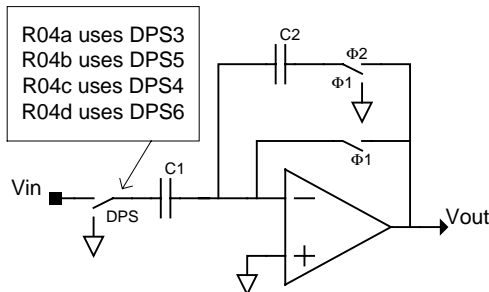 R04a uses DPS3
R04b uses DPS5
R04c uses DPS4
R04d uses DPS6
C2
Φ2
Φ1
Φ1
C1
Vin
DPS
Vout